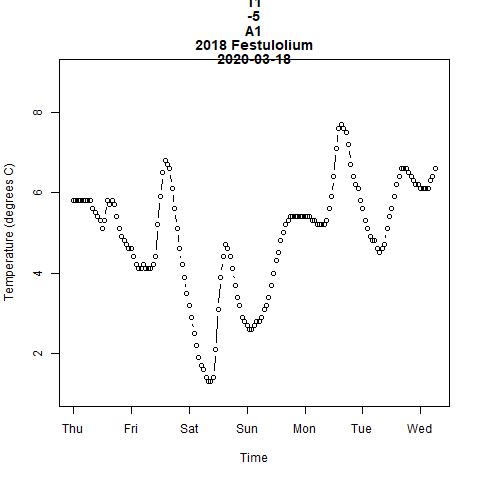 T1
-5
A1
2018 Festulolium
2020-03-18
Temperature (degrees C)
8
6
4
2
Thu Fri Sat Sun Mon Tue Wed
Time